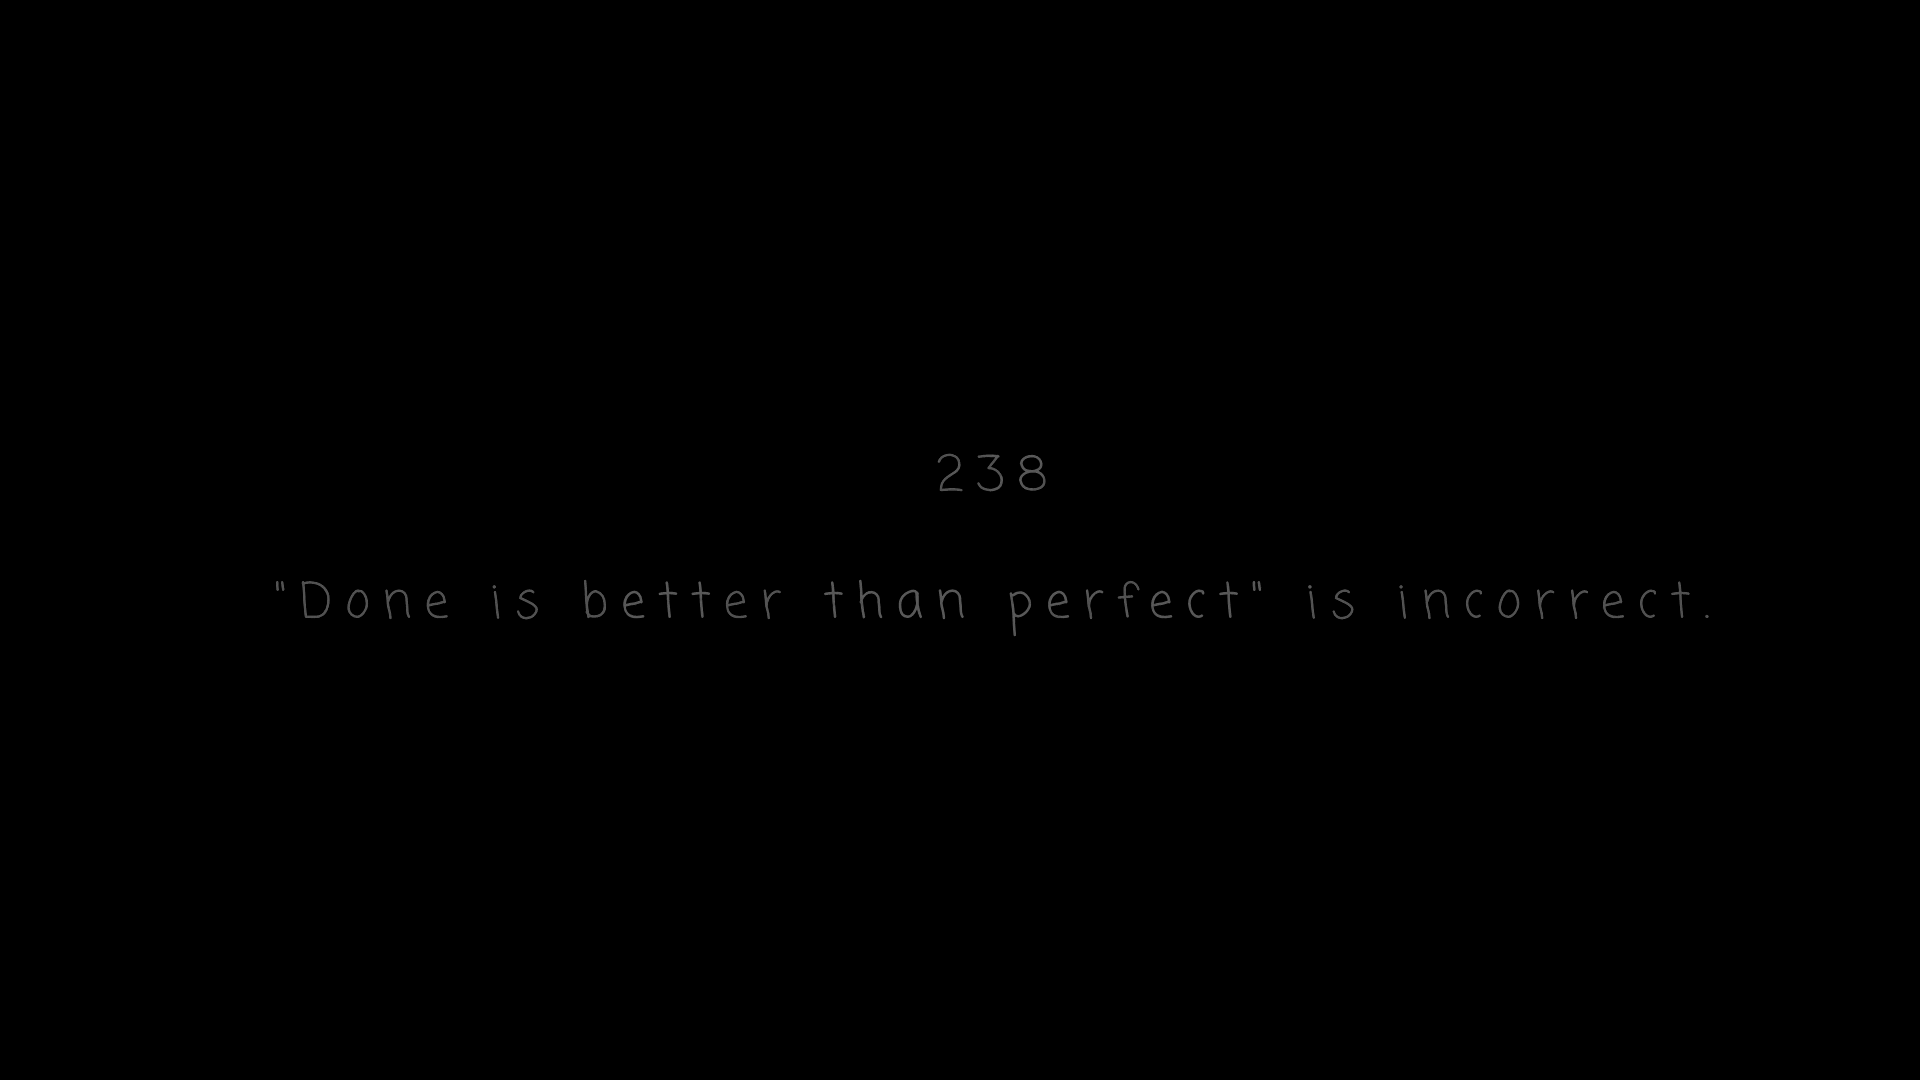 238
"Done is better than perfect" is incorrect.